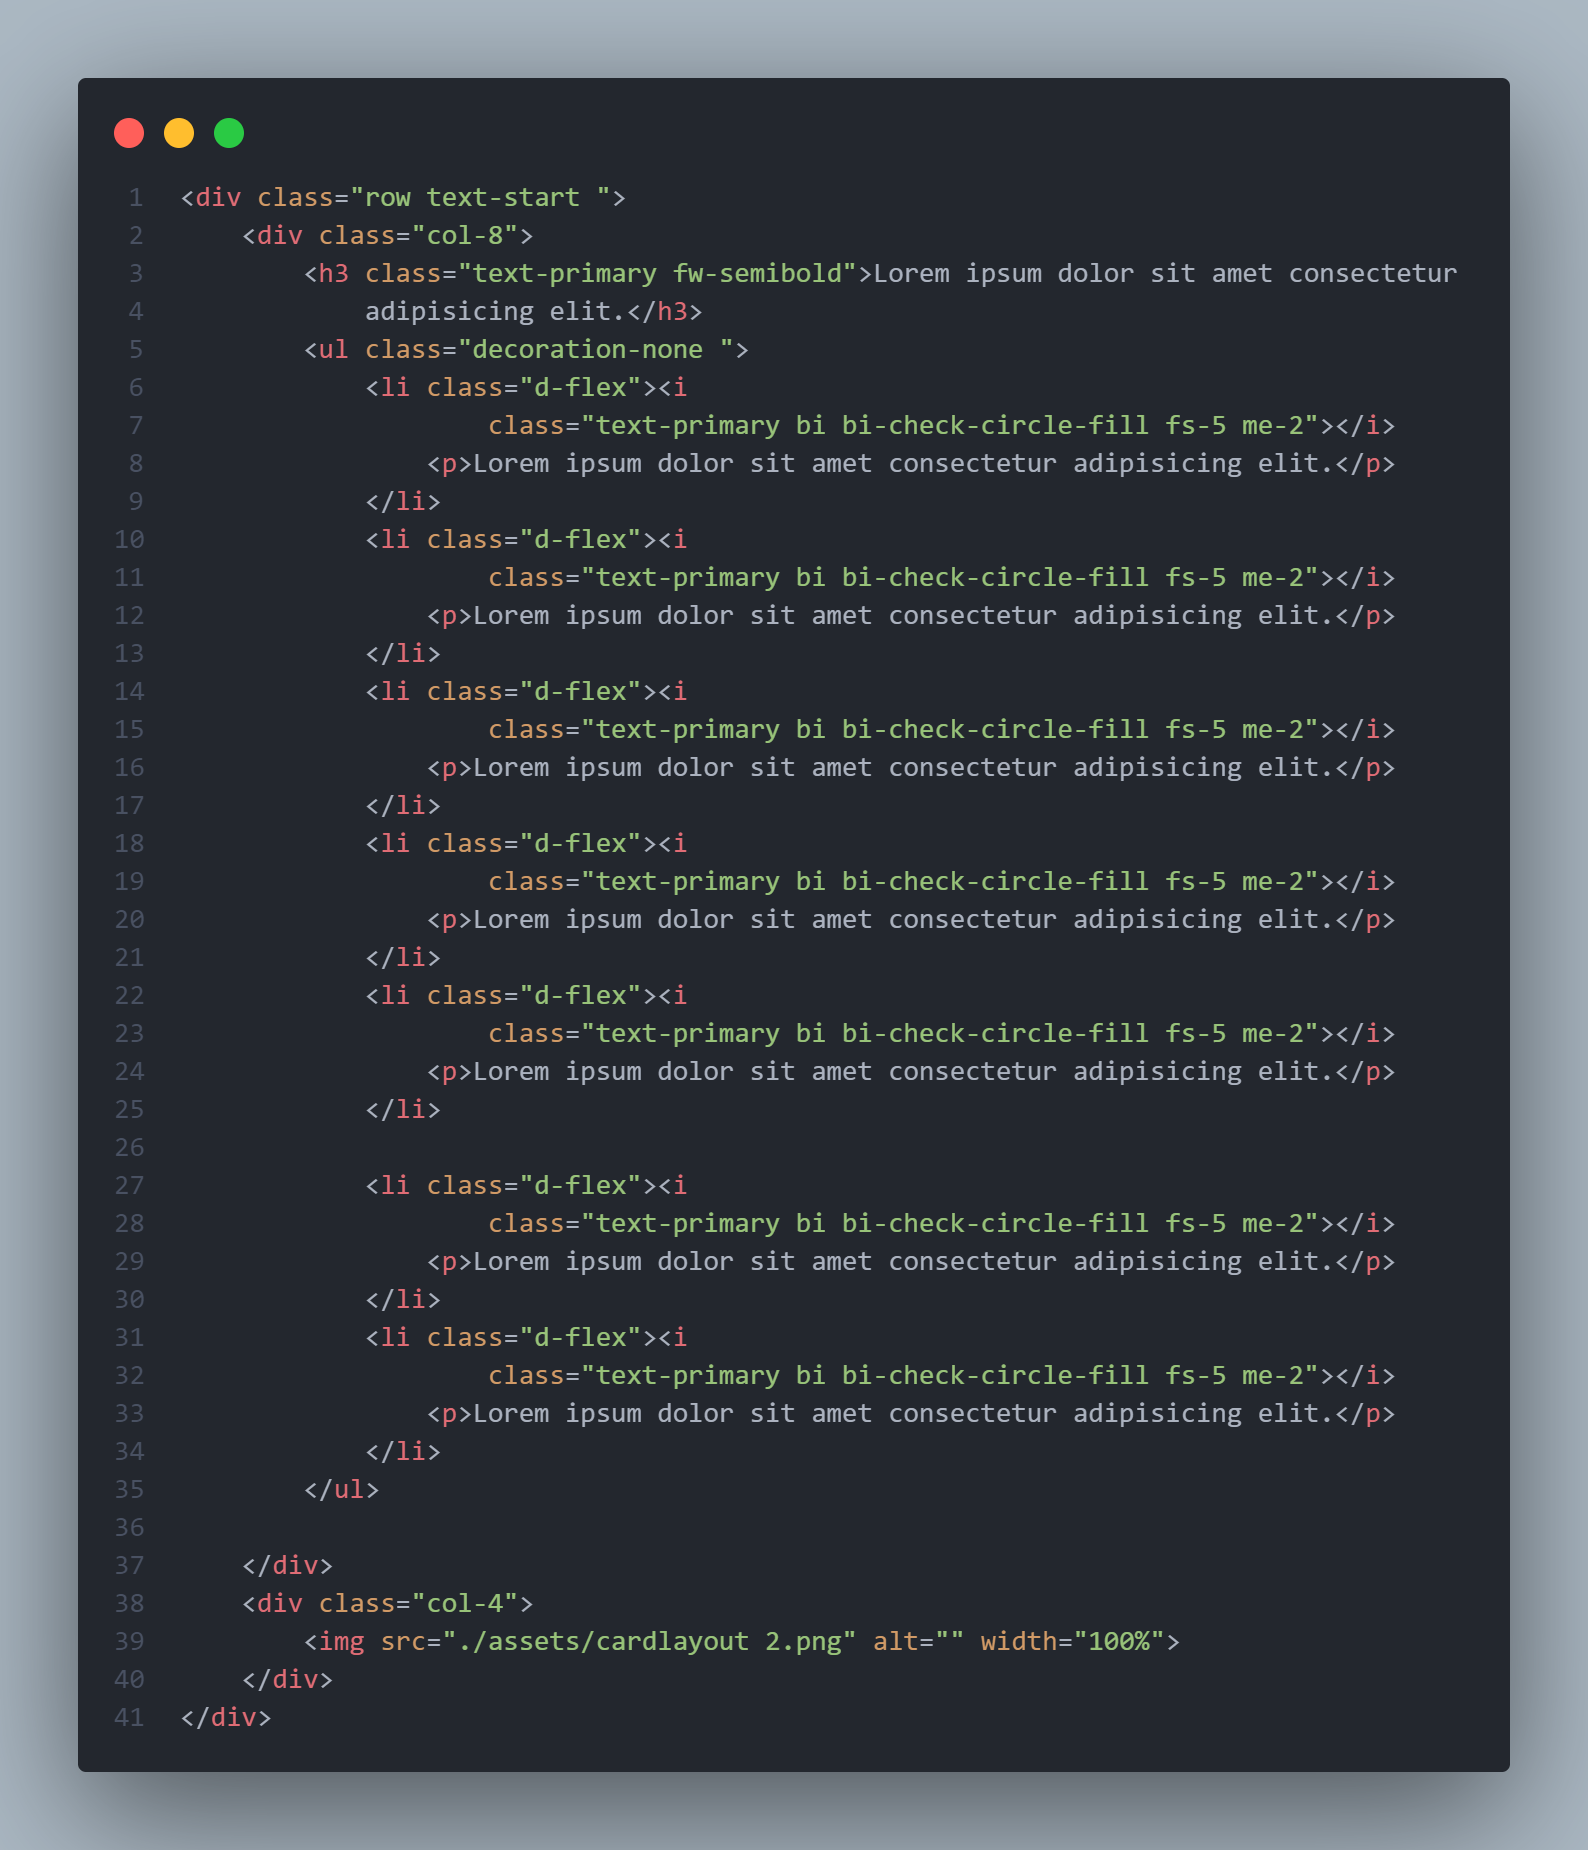 1 <div class="row text-start ">
2     <div class="col-8">
3         <h3 class="text-primary fw-semibold">Lorem ipsum dolor sit amet consectetur
4             adipisicing elit.</h3>
5         <ul class="decoration-none ">
6             <li class="d-flex"><i
7                     class="text-primary bi bi-check-circle-fill fs-5 me-2"></i>
8                 <p>Lorem ipsum dolor sit amet consectetur adipisicing elit.</p>
9             </li>
10             <li class="d-flex"><i
11                     class="text-primary bi bi-check-circle-fill fs-5 me-2"></i>
12                 <p>Lorem ipsum dolor sit amet consectetur adipisicing elit.</p>
13             </li>
14             <li class="d-flex"><i
15                     class="text-primary bi bi-check-circle-fill fs-5 me-2"></i>
16                 <p>Lorem ipsum dolor sit amet consectetur adipisicing elit.</p>
17             </li>
18             <li class="d-flex"><i
19                     class="text-primary bi bi-check-circle-fill fs-5 me-2"></i>
20                 <p>Lorem ipsum dolor sit amet consectetur adipisicing elit.</p>
21             </li>
22             <li class="d-flex"><i
23                     class="text-primary bi bi-check-circle-fill fs-5 me-2"></i>
24                 <p>Lorem ipsum dolor sit amet consectetur adipisicing elit.</p>
25             </li>
26
27             <li class="d-flex"><i
28                     class="text-primary bi bi-check-circle-fill fs-5 me-2"></i>
29                 <p>Lorem ipsum dolor sit amet consectetur adipisicing elit.</p>
30             </li>
31             <li class="d-flex"><i
32                     class="text-primary bi bi-check-circle-fill fs-5 me-2"></i>
33                 <p>Lorem ipsum dolor sit amet consectetur adipisicing elit.</p>
34             </li>
35         </ul>
36
37     </div>
38     <div class="col-4">
39         <img src="./assets/cardlayout 2.png" alt="" width="100%">
40     </div>
41 </div>